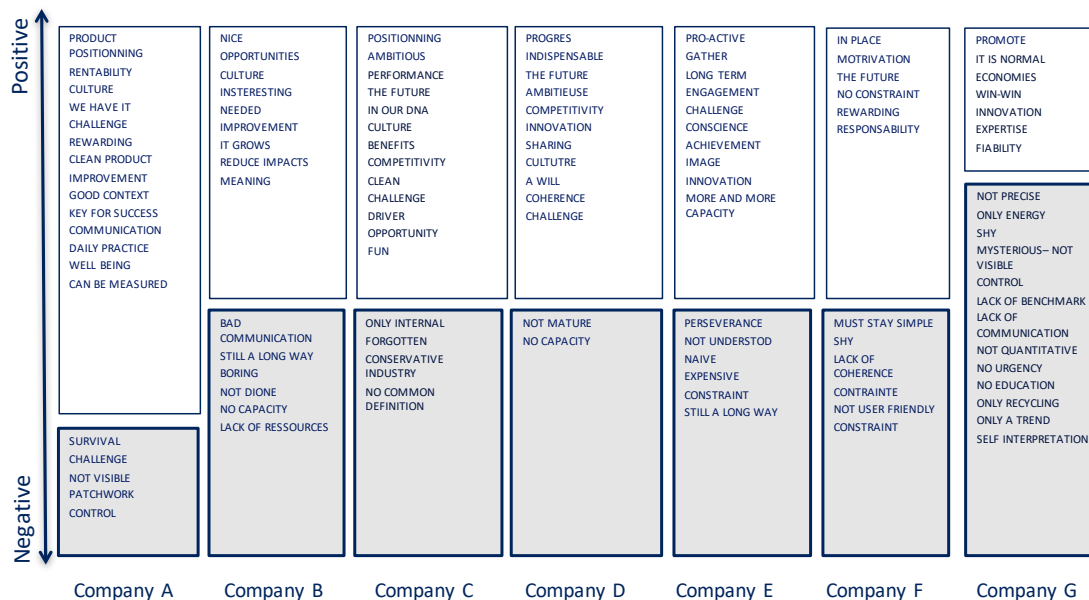 Positive
PRODUCT
POSITIONNING
RENTABILITY
CULTURE
WE HAVE IT
CHALLENGE
REWARDING
CLEAN PRODUCT
IMPROVEMENT
GOOD CONTEXT
KEY FOR SUCCESS
COMMUNICATION
DAILY PRACTICE
WELL BEING
CAN BE MEASURED
NICE
OPPORTUNITIES
CULTURE
INSTERESTING
NEEDED
IMPROVEMENT
IT GROWS
REDUCE IMPACTS
MEANING
POSITIONNING
AMBITIOUS
PERFORMANCE
THE FUTURE
IN OUR DNA
CULTURE
BENEFITS
COMPETITIVITY
CLEAN
CHALLENGE
DRIVER
OPPORTUNITY
FUN
PROGRES
INDISPENSABLE
THE FUTURE
AMBITIEUSE
COMPETITIVITY
INNOVATION
SHARING
CULTUTRE
A WILL
COHERENCE
CHALLENGE
PRO-ACTIVE
GATHER
LONG TERM
ENGAGEMENT
CHALLENGE
CONSCIENCE
ACHIEVEMENT
IMAGE
INNOVATION
MORE AND MORE
CAPACITY
IN PLACE
MOTIVATION
THE FUTURE
NO CONSTRAINT
REWARDING
RESPONSABILITY
PROMOTE
IT IS NORMAL
ECONOMIES
WIN-WIN
INNOVATION
EXPERTISE
FIABILITY
Negative
SURVIVAL
CHALLENGE
NOT VISIBLE
PATCHWORK
CONTROL
BAD
COMMUNICATION
STILL A LONG WAY
BORING
NOT DIONE
NO CAPACITY
LACK OF RESSOURCES
ONLY INTERNAL
FORGOTTEN
CONSERVATIVE
INDUSTRY
NO COMMON
DEFINITION
NOT MATURE
NO CAPACITY
PERSEVERANCE
NOT UNDERSTOD
NAIVE
EXPENSIVE
CONSTRAINT
STILL A LONG WAY
MUST STAY SIMPLE
SHY
LACK OF
COHERENCE
CONTRAINTE
NOT USER FRIENDLY
CONSTRAINT
NOT PRECISE
ONLY ENERGY
SHY
MYSTERIOUS– NOT
VISIBLE
CONTROL
LACK OF BENCHMARK
LACK OF
COMMUNICATION
NOT QUANTITATIVE
NO URGENCY
NO EDUCATION
ONLY RECYCLING
ONLY A TREND
SELF INTERPRETATION
Company A
Company B
Company C
Company D
Company E
Company F
Company G